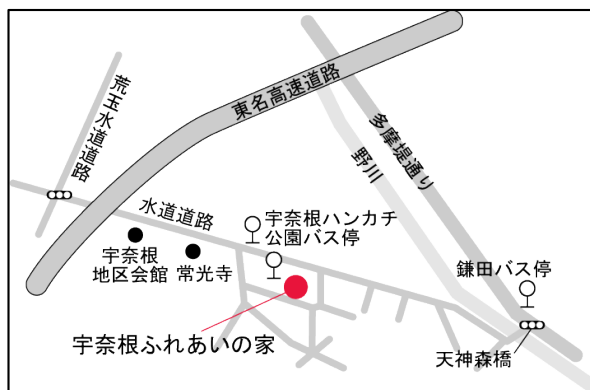 東名高速道路
荒玉水道道路
多摩堤通り
野川
水道道路
宇奈根ハンカチ
公園バス停
宇奈根
地区会館
常光寺
鎌田バス停
宇奈根ふれあいの家
天神森橋